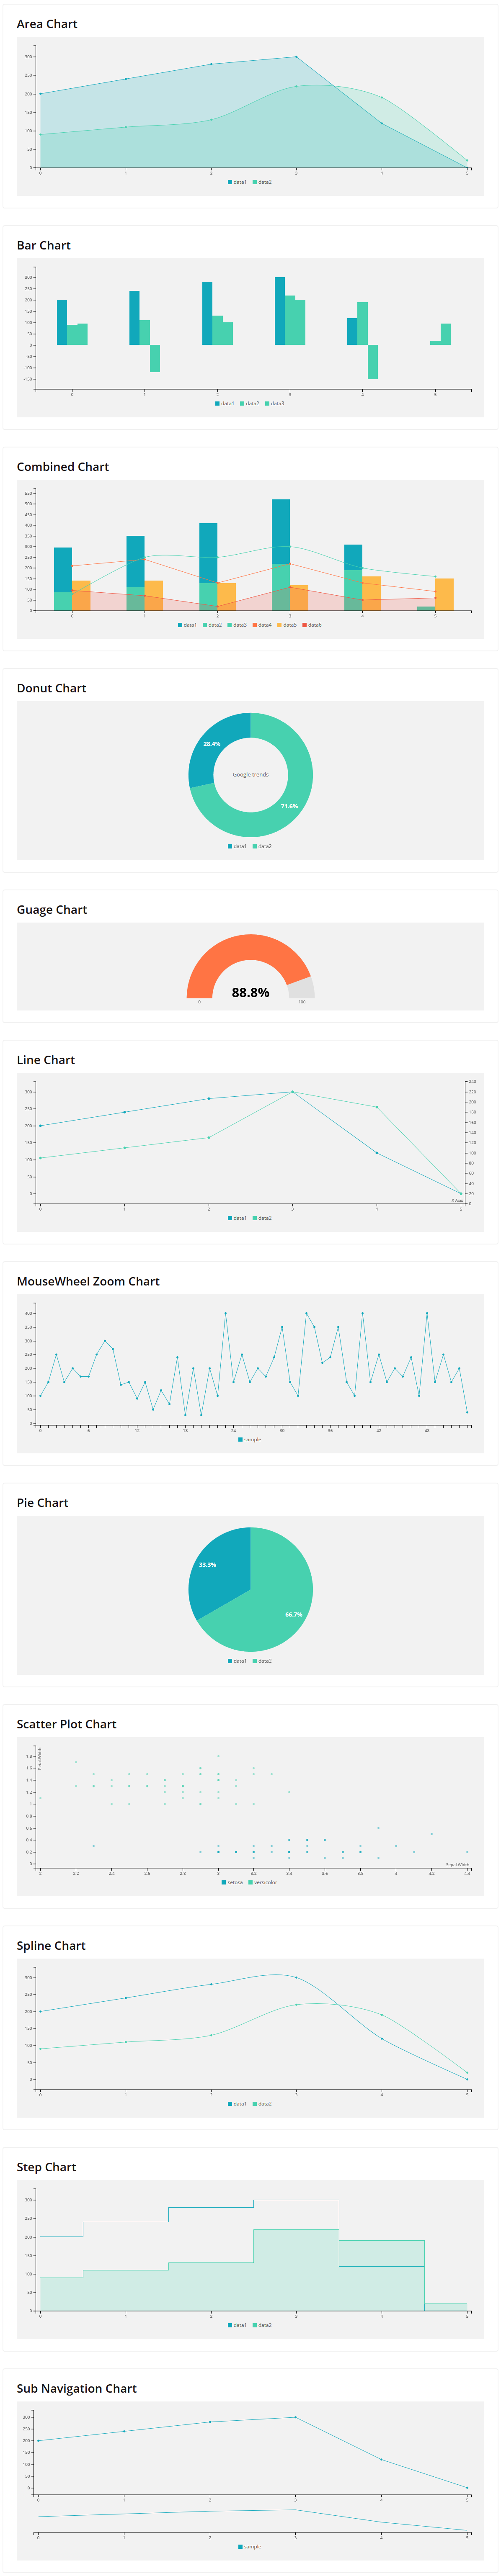 Area Chart
300
250
200
150
100
50
0
0 1 2 3 4 5
data1 data2
Bar Chart
300
250
200
150
100
50
0
-50
-100
-150
0 1 2 3 4 5
data1 data2 data3
Combined Chart
550
500
450
400
350
300
250
200
150
100
50
0
0 1 2 3 4 5
data1 data2 data3 data4 data5 data6
Donut Chart
28.4%
Google trends
71.6%
data1 data2
Guage Chart
88.8%
0 100
Line Chart
300
250
200
150
100
50
0
240
220
200
180
160
140
120
100
80
60
40
20
0
X Axis
0 1 2 3 4 5
data1 data2
MouseWheel Zoom Chart
400
350
300
250
200
150
100
50
0
0 6 12 18 24 30 36 42 48
sample
Pie Chart
33.3%
66.7%
data1 data2
Scatter Plot Chart
Petal.Width
1.8
1.6
1.4
1.2
1
0.8
0.6
0.4
0.2
0
Sepal.Width
2 2.2 2.4 2.6 2.8 3 3.2 3.4 3.6 3.8 4 4.2 4.4
setosa versicolor
Spline Chart
300
250
200
150
100
50
0
0 1 2 3 4 5
data1 data2
Step Chart
300
250
200
150
100
50
0
0 1 2 3 4 5
data1 data2
Sub Navigation Chart
300
250
200
150
100
50
0
0 1 2 3 4 5
0 1 2 3 4 5
sample